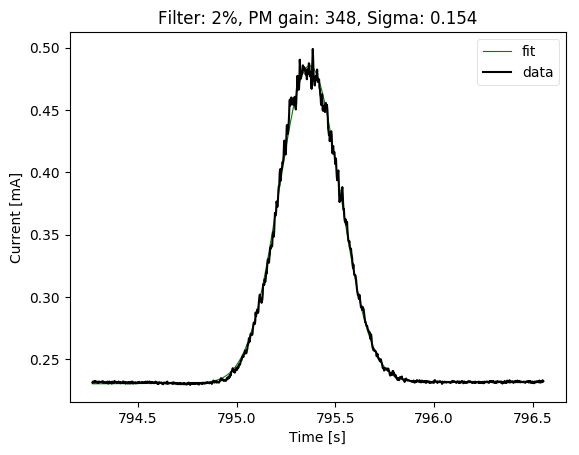 Filter: 2%, PM gain: 348, Sigma: 0.154
fit
data
0.50
0.45
0.40
0.35
0.30
0.25
Current [mA]
794.5
795.0
795.5
796.0
796.5
Time [s]